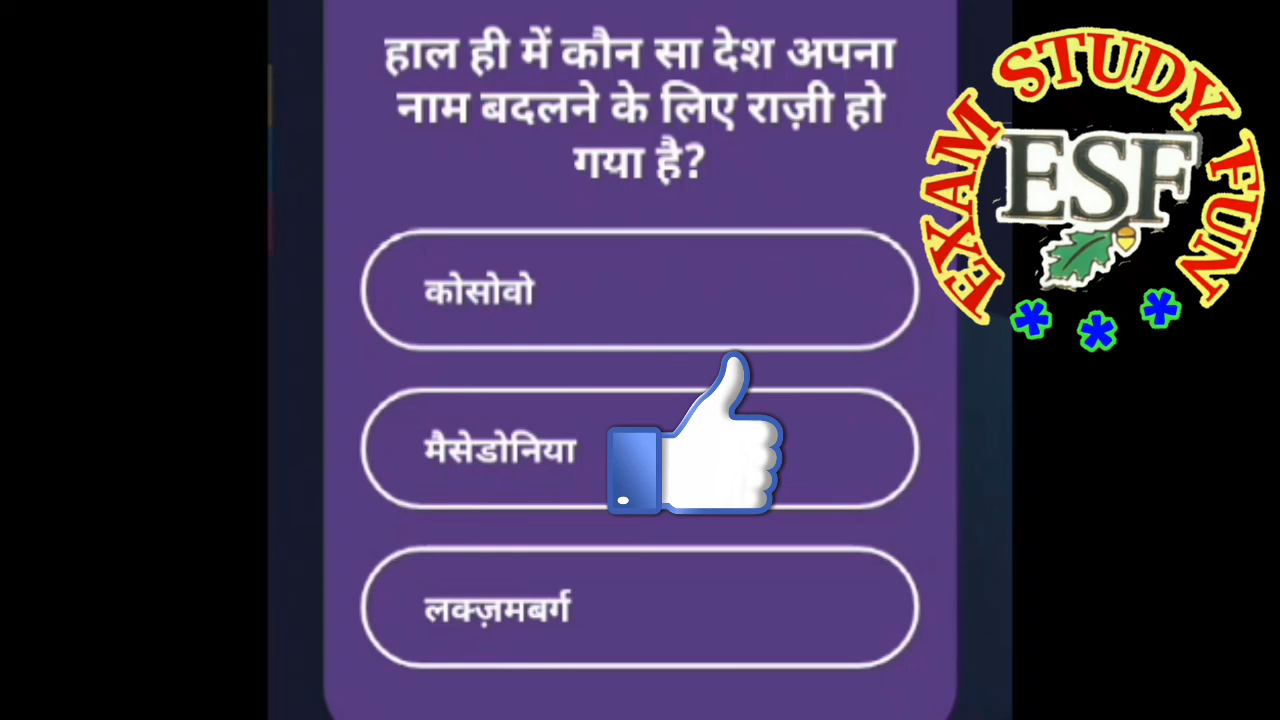 हाल ही में कौन सा देश अपना
नाम बदलने के लिए राज़ी हो
गया है?
कोसोवो
मैसेडोनिया
लक्ज़मबर्ग
EXAM STUDY FUN
ESF
***